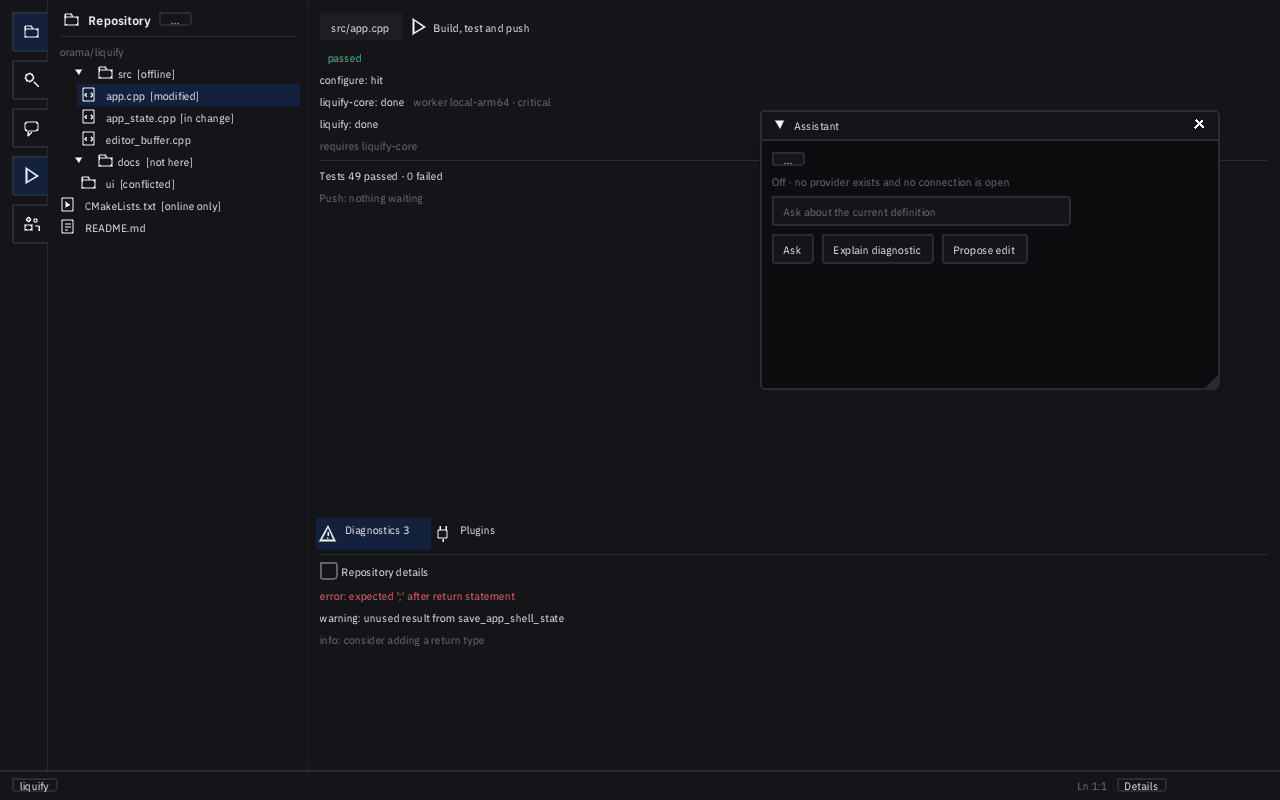 Repository ...
orama/liquify
src [offline]
app.cpp [modified]
app_state.cpp [in change]
editor_buffer.cpp
docs [not here]
ui [conflicted]
CMakeLists.txt [online only]
README.md
src/app.cpp Build, test and push
passed
configure: hit
liquify-core: done worker local-arm64 · critical
liquify: done
requires liquify-core
Tests 49 passed · 0 failed
Push: nothing waiting
Assistant
...
Off · no provider exists and no connection is open
Ask about the current definition
Ask Explain diagnostic Propose edit
Diagnostics 3 Plugins
Repository details
error: expected ';' after return statement
warning: unused result from save_app_shell_state
info: consider adding a return type
liquify Ln 1:1 Details